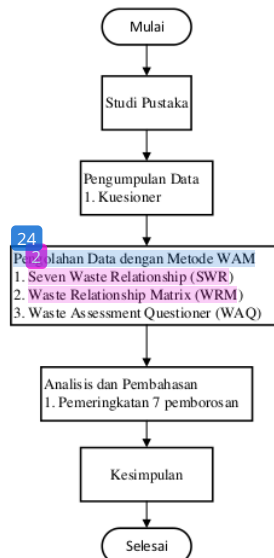 Mulai
Studi Pustaka
Pengumpulan Data
1. Kuesioner
24
2
Pengolahan Data dengan Metode WAM
1. Seven Waste Relationship (SWR)
2. Waste Relationship Matrix (WRM)
3. Waste Assessment Questioner (WAQ)
Analisis dan Pembahasan
1. Pemeringkatan 7 pemborosan
Kesimpulan
Selesai